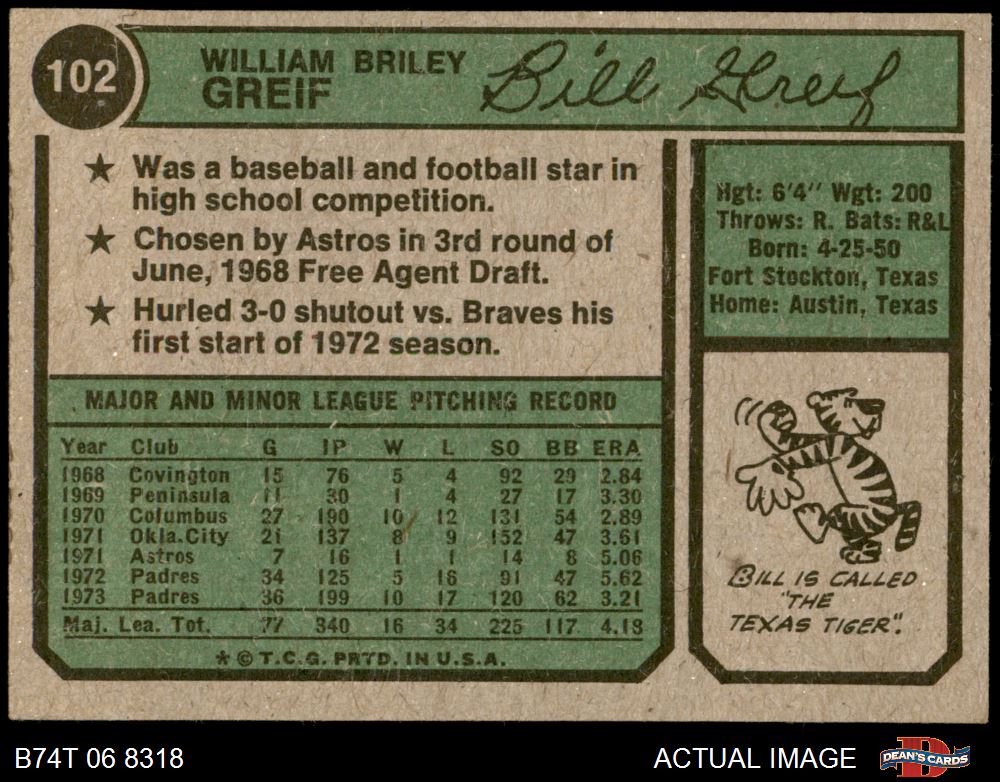 102
WILLIAM BRILEY
GREIF
Bill Greif
★ Was a baseball and football star in
high school competition.
★ Chosen by Astros in 3rd round of
June, 1968 Free Agent Draft.
★ Hurled 3-0 shutout vs. Braves his
first start of 1972 season.
Hgt: 6'4" Wgt: 200
Throws: R. Bats: R&L
Born: 4-25-50
Fort Stockton, Texas
Home: Austin, Texas
MAJOR AND MINOR LEAGUE PITCHING RECORD
Year Club G IP W L SO BB ERA
1968 Covington 15 76 5 4 92 29 2.84
1969 Peninsula 11 30 1 4 27 17 3.30
1970 Columbus 27 190 10 12 131 54 2.89
1971 Okla.City 21 137 8 9 152 47 3.61
1971 Astros 7 16 1 1 14 8 5.06
1972 Padres 34 125 5 16 91 47 5.62
1973 Padres 36 199 10 17 120 62 3.21
Maj. Lea. Tot. 77 340 16 34 225 117 4.18
* © T.C.G. PRTD. IN U.S.A.
BILL IS CALLED
"THE
TEXAS TIGER".
B74T 06 8318
ACTUAL IMAGE
DEAN'S CARDS